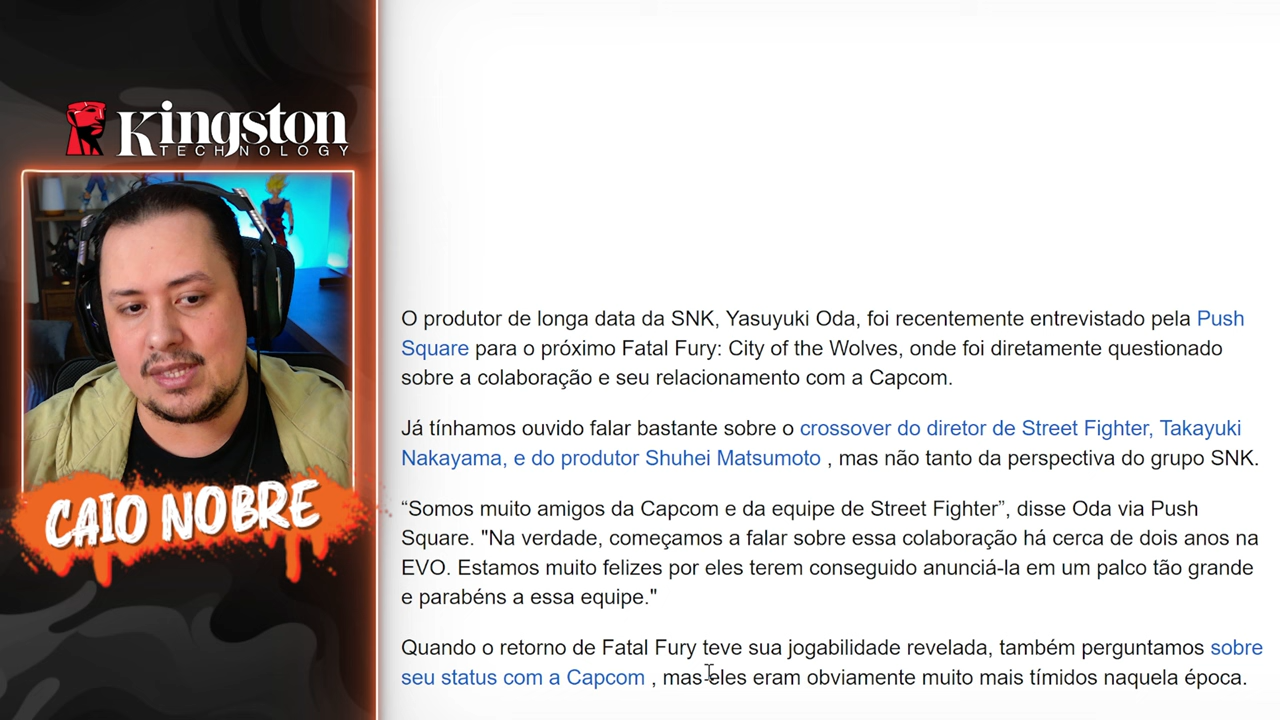 Kingston
TECHNOLOGY
CAIO NOBRE
O produtor de longa data da SNK, Yasuyuki Oda, foi recentemente entrevistado pela Push
Square para o próximo Fatal Fury: City of the Wolves, onde foi diretamente questionado
sobre a colaboração e seu relacionamento com a Capcom.
Já tínhamos ouvido falar bastante sobre o crossover do diretor de Street Fighter, Takayuki
Nakayama, e do produtor Shuhei Matsumoto , mas não tanto da perspectiva do grupo SNK.
“Somos muito amigos da Capcom e da equipe de Street Fighter”, disse Oda via Push
Square. "Na verdade, começamos a falar sobre essa colaboração há cerca de dois anos na
EVO. Estamos muito felizes por eles terem conseguido anunciá-la em um palco tão grande
e parabéns a essa equipe."
Quando o retorno de Fatal Fury teve sua jogabilidade revelada, também perguntamos sobre
seu status com a Capcom , mas eles eram obviamente muito mais tímidos naquela época.